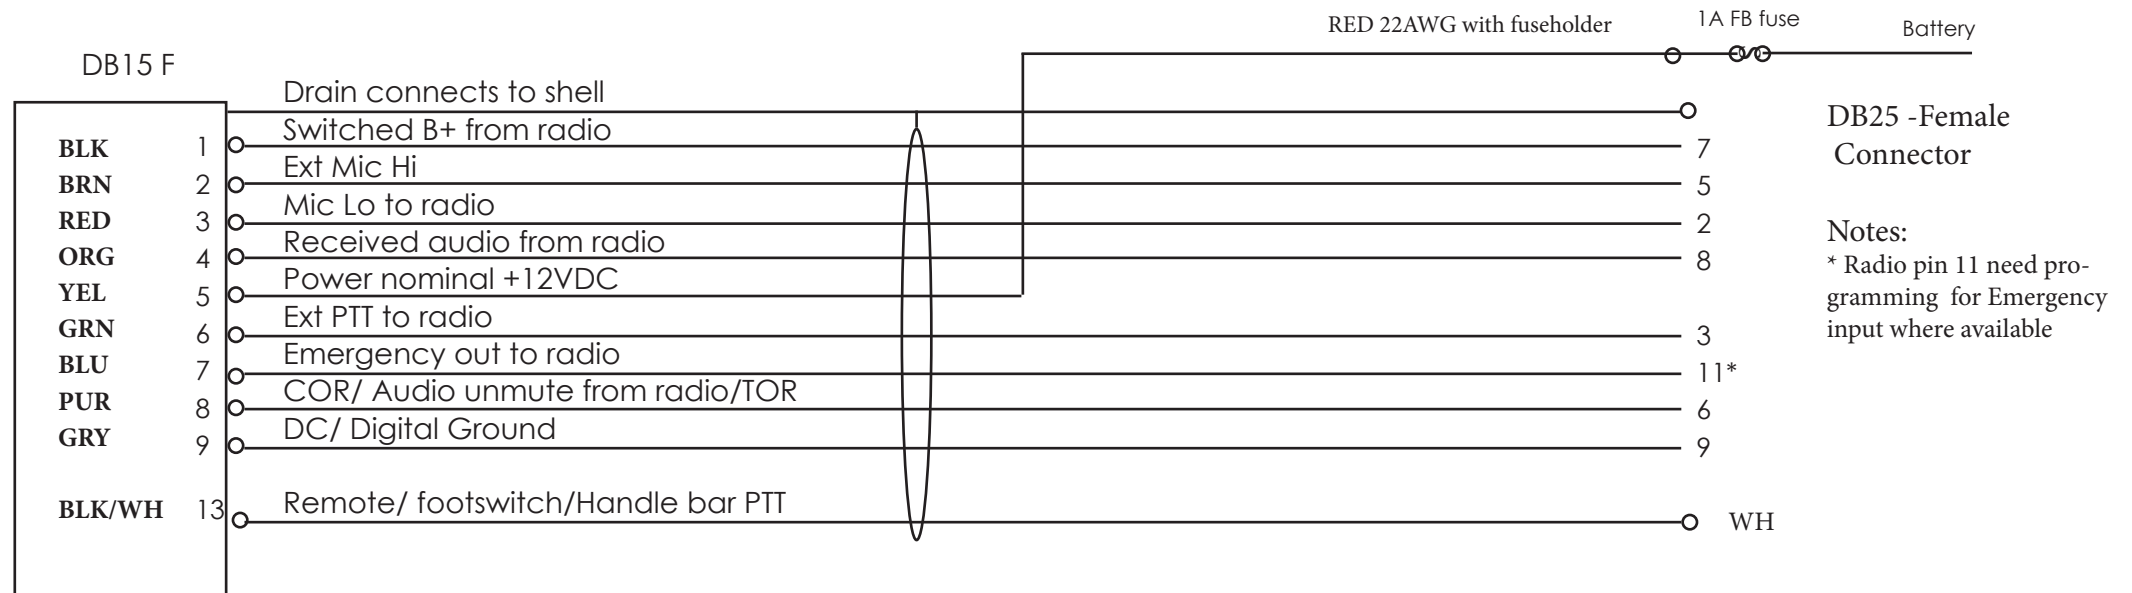 RED 22AWG with fuseholder
1A FB fuse
Battery
DB15 F
Drain connects to shell
BLK 1 Switched B+ from radio 7
BRN 2 Ext Mic Hi 5
RED 3 Mic Lo to radio 2
ORG 4 Received audio from radio 8
YEL 5 Power nominal +12VDC
GRN 6 Ext PTT to radio 3
BLU 7 Emergency out to radio 11*
PUR 8 COR/ Audio unmute from radio/TOR 6
GRY 9 DC/ Digital Ground 9
BLK/WH 13 Remote/ footswitch/Handle bar PTT WH
DB25 -Female
Connector
Notes:
* Radio pin 11 need pro-
gramming for Emergency
input where available